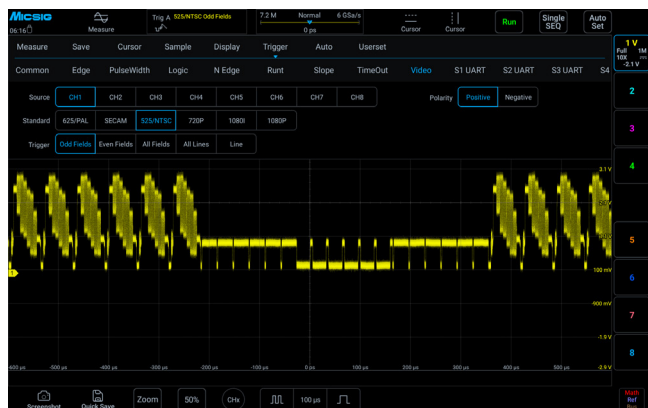 Micsig
06:16
Measure
Trig A 525/NTSC Odd Fields
7.2 M Normal 6 GSa/s
0 ps
Cursor
Cursor
Run
Single SEQ
Auto Set
Measure Save Cursor Sample Display Trigger Auto Userset
1 V
Full 1M
10X
-2.1 V
Common Edge PulseWidth Logic N Edge Runt Slope TimeOut Video S1 UART S2 UART S3 UART S4
Source CH1 CH2 CH3 CH4 CH5 CH6 CH7 CH8 Polarity Positive Negative
2
Standard 625/PAL SECAM 525/NTSC 720P 1080I 1080P
3
Trigger Odd Fields Even Fields All Fields All Lines Line
4
3.1 V
5
1
100 mV
6
-900 mV
7
-1.9 V
8
-600 µs -500 µs -400 µs -300 µs -200 µs -100 µs 0 ps 100 µs 200 µs 300 µs 400 µs 500 µs -2.9 V
Screenshot Quick Save Zoom 50% CHx 100 µs
Math
Ref